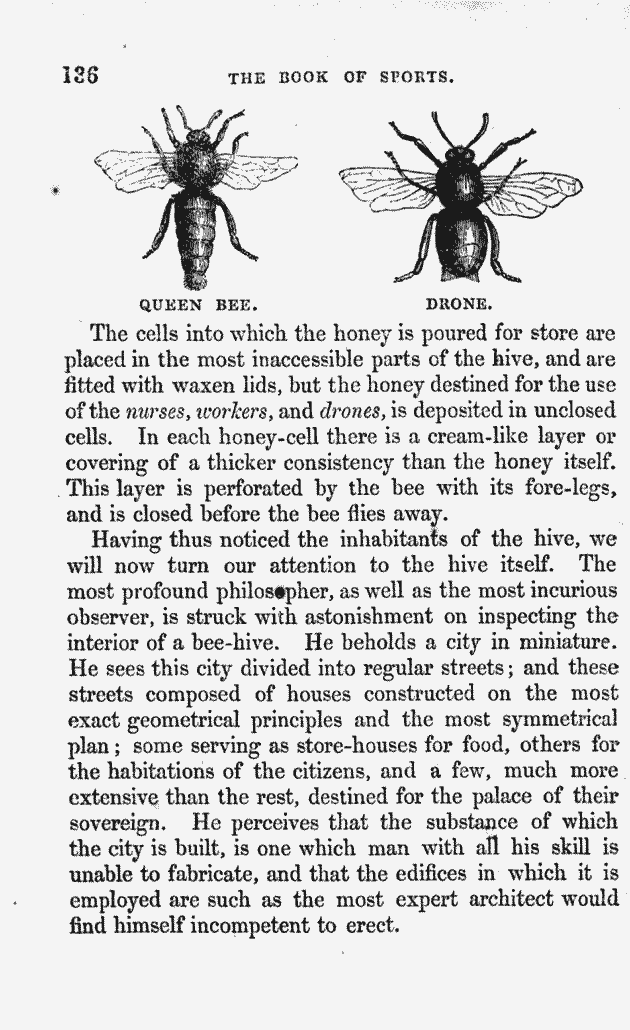 136
THE BOOK OF SPORTS.
QUEEN BEE.
DRONE.
The cells into which the honey is poured for store are
placed in the most inaccessible parts of the hive, and are
fitted with waxen lids, but the honey destined for the use
of the nurses, workers, and drones, is deposited in unclosed
cells. In each honey-cell there is a cream-like layer or
covering of a thicker consistency than the honey itself.
This layer is perforated by the bee with its fore-legs,
and is closed before the bee flies away.
Having thus noticed the inhabitants of the hive, we
will now turn our attention to the hive itself. The
most profound philosopher, as well as the most incurious
observer, is struck with astonishment on inspecting the
interior of a bee-hive. He beholds a city in miniature.
He sees this city divided into regular streets; and these
streets composed of houses constructed on the most
exact geometrical principles and the most symmetrical
plan; some serving as store-houses for food, others for
the habitations of the citizens, and a few, much more
extensive than the rest, destined for the palace of their
sovereign. He perceives that the substance of which
the city is built, is one which man with all his skill is
unable to fabricate, and that the edifices in which it is
employed are such as the most expert architect would
find himself incompetent to erect.